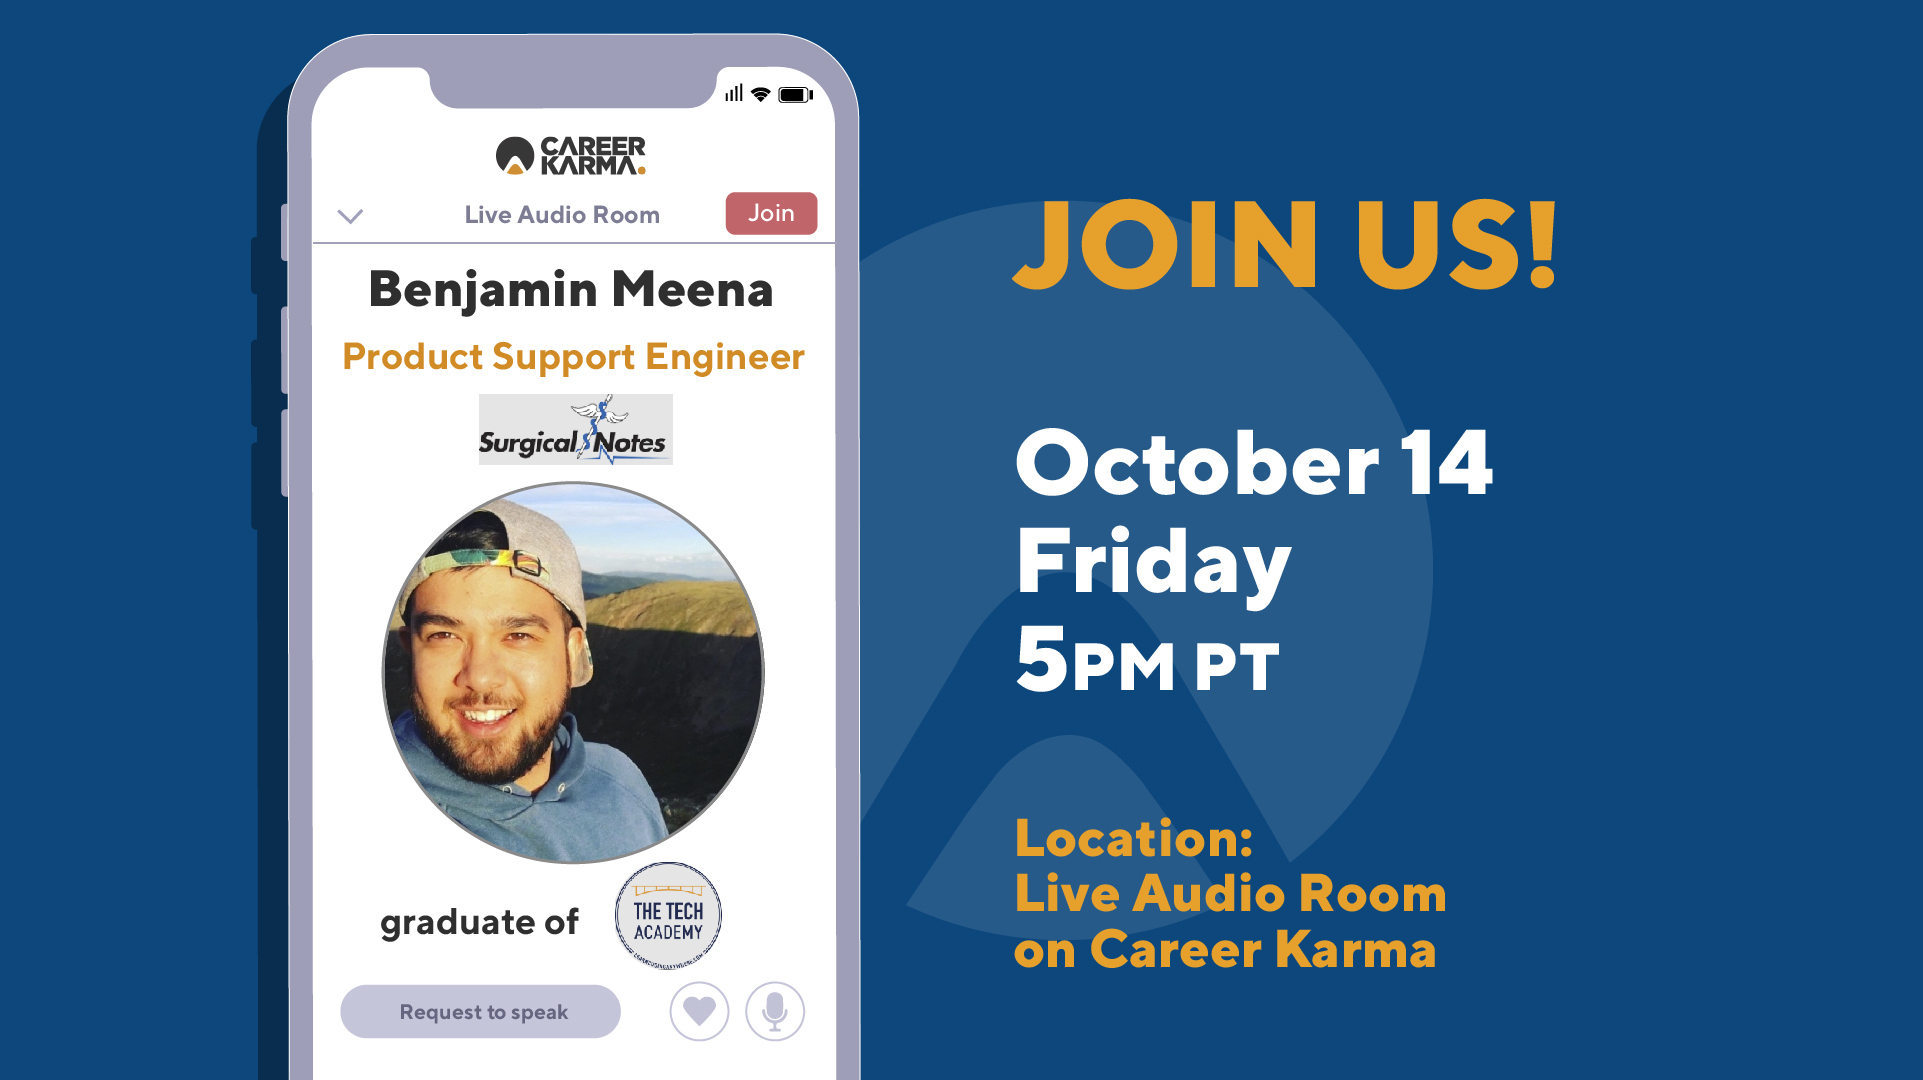 CAREER
KARMA.
Live Audio Room
Join
Benjamin Meena
Product Support Engineer
Surgical Notes
graduate of
THE TECH
ACADEMY
Request to speak
JOIN US!
October 14
Friday
5PM PT
Location:
Live Audio Room
on Career Karma